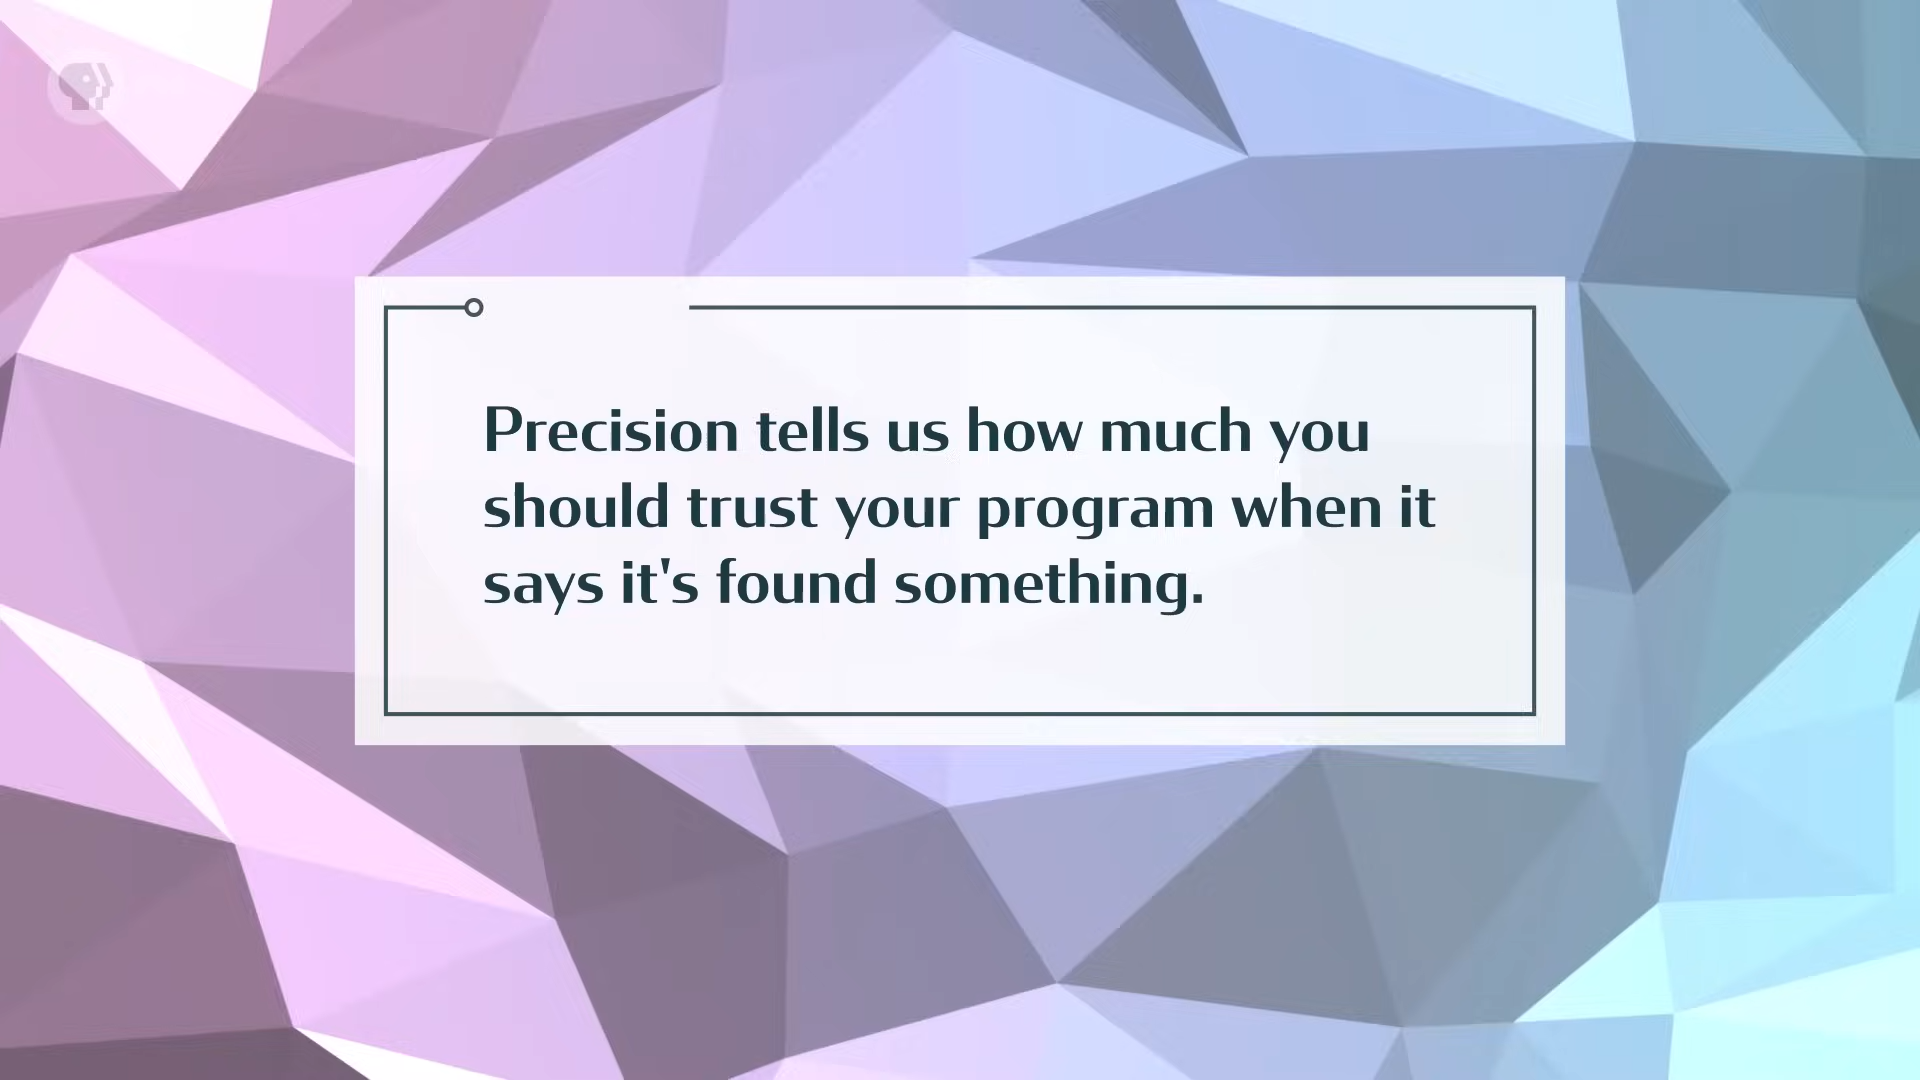 Precision tells us how much you
should trust your program when it
says it's found something.